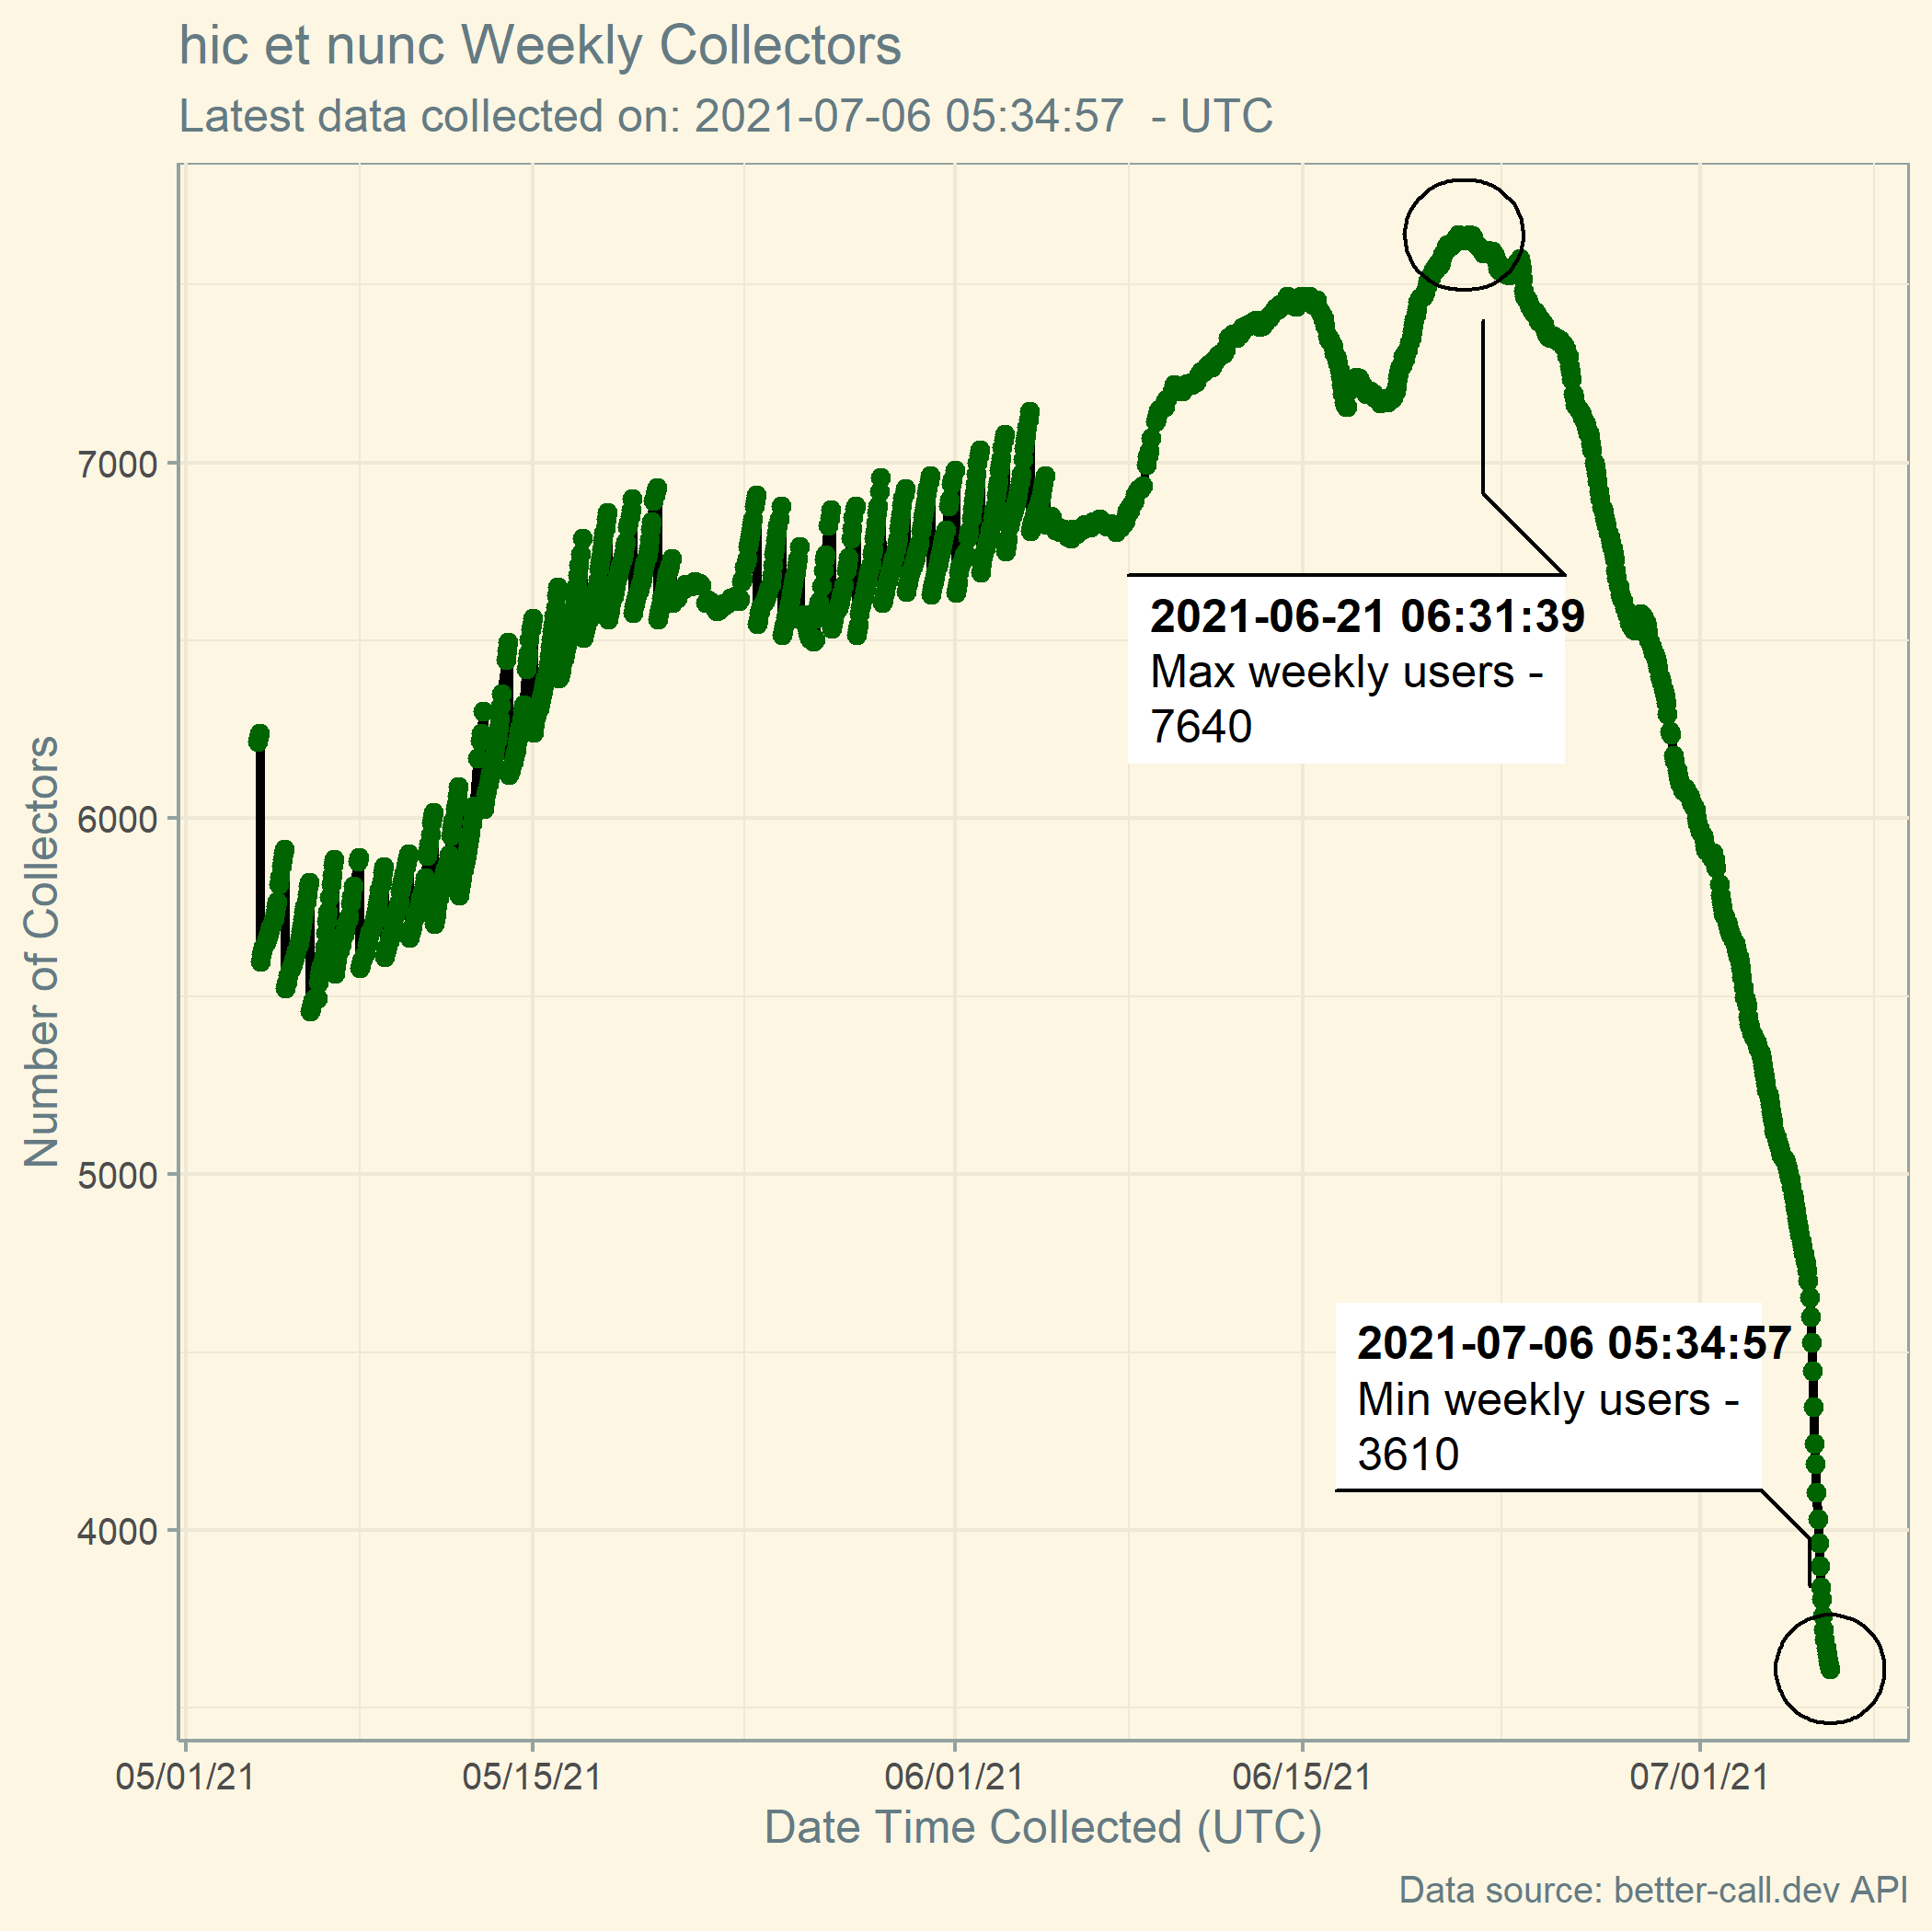 hic et nunc Weekly Collectors
Latest data collected on: 2021-07-06 05:34:57  - UTC
Number of Collectors
7000
6000
5000
4000
2021-06-21 06:31:39
Max weekly users -
7640
2021-07-06 05:34:57
Min weekly users -
3610
05/01/21 05/15/21 06/01/21 06/15/21 07/01/21
Date Time Collected (UTC)
Data source: better-call.dev API